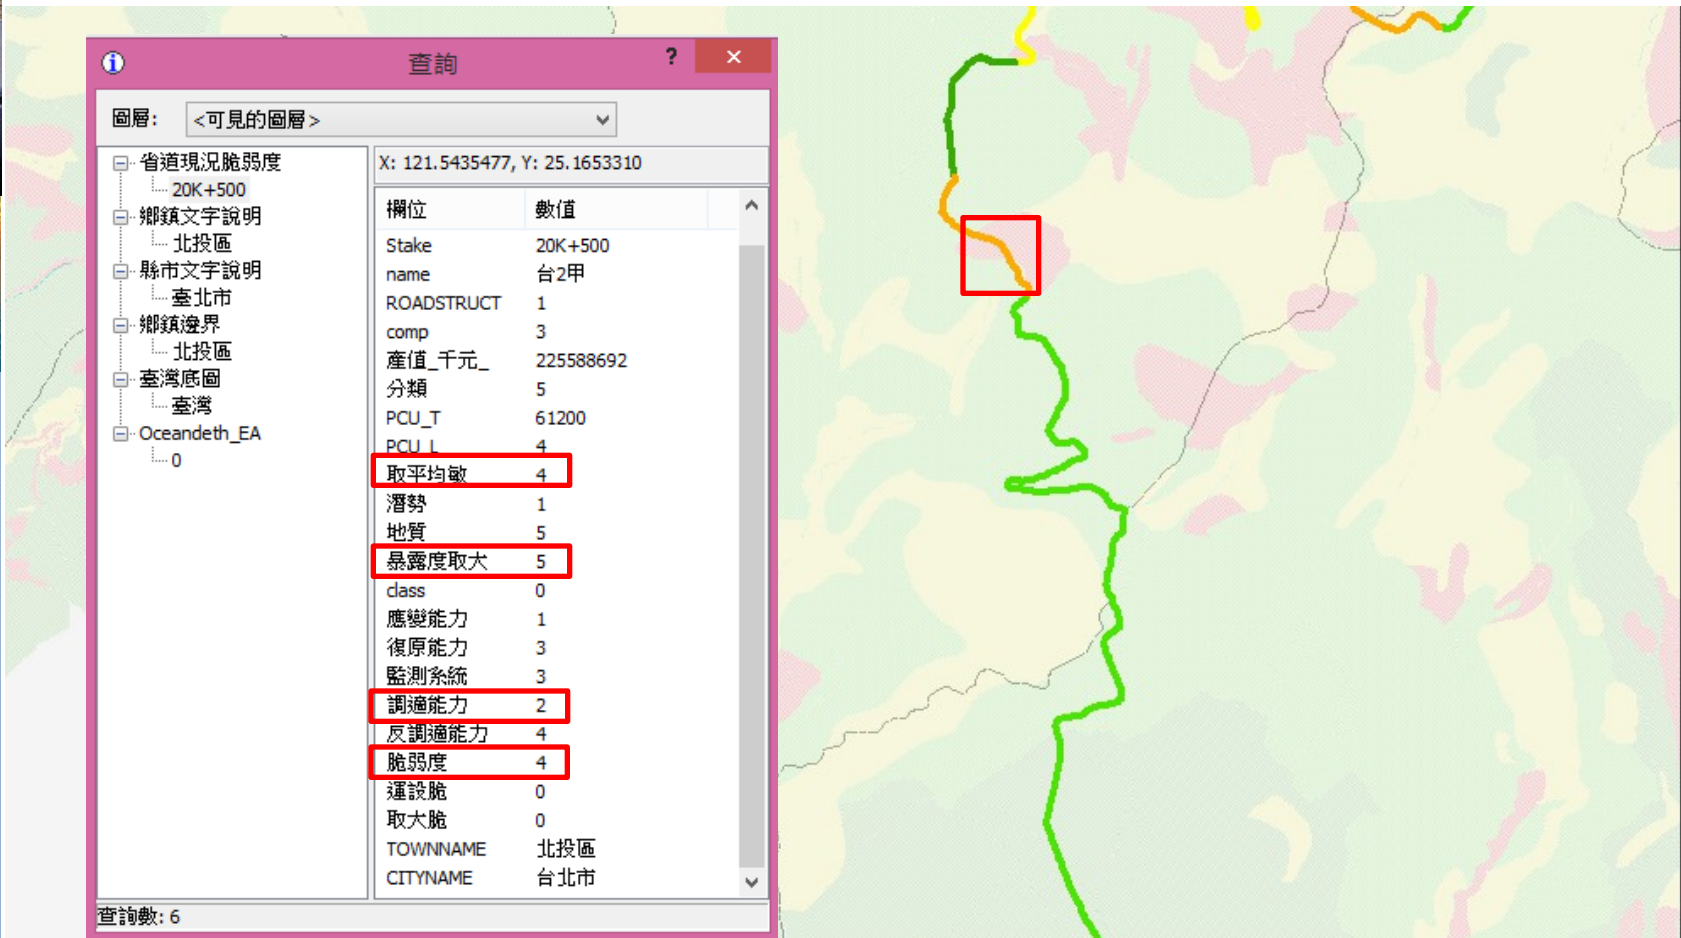 查詢
?
×
圖層:
<可見的圖層>
省道現況脆弱度
20K+500
鄉鎮文字說明
北投區
縣市文字說明
臺北市
鄉鎮邊界
北投區
臺灣底圖
臺灣
Oceandeth_EA
0
X: 121.5435477, Y: 25.1653310
欄位 數值
Stake 20K+500
name 台2甲
ROADSTRUCT 1
comp 3
產值_千元_ 225588692
分類 5
PCU_T 61200
PCU_L 4
取平均敏 4
潛勢 1
地質 5
暴露度取大 5
class 0
應變能力 1
復原能力 3
監測系統 3
調適能力 2
反調適能力 4
脆弱度 4
運設脆 0
取大脆 0
TOWNNAME 北投區
CITYNAME 台北市
查詢數: 6